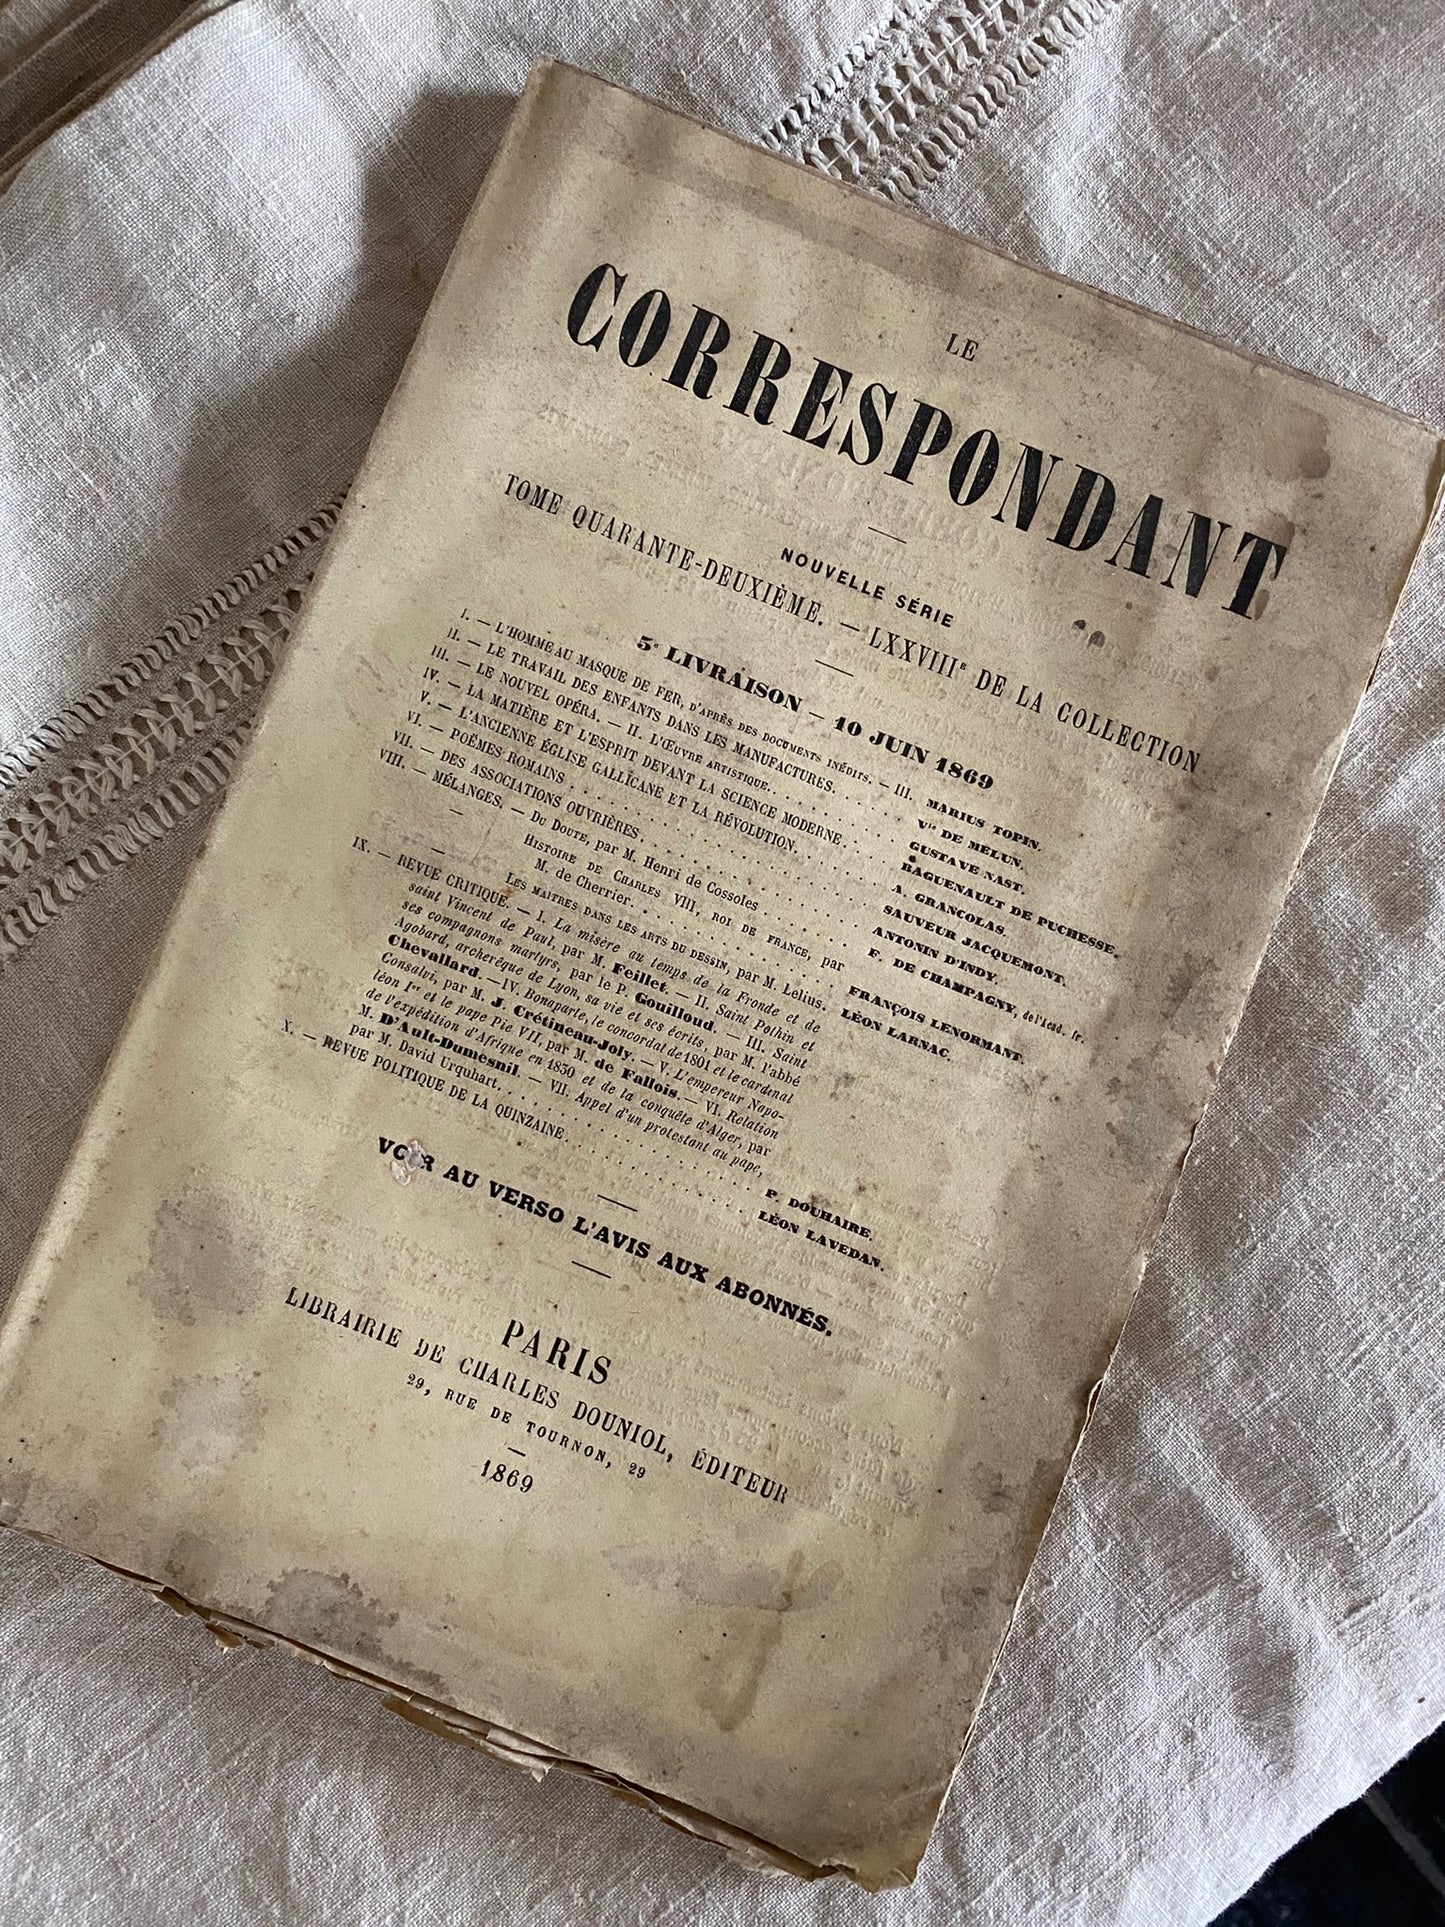 LE
CORRESPONDANT
NOUVELLE SÉRIE
TOME QUARANTE-DEUXIÈME. — LXXVIIIᵉ DE LA COLLECTION
5ᵉ LIVRAISON — 10 JUIN 1869
I. — L'HOMME AU MASQUE DE FER, D'APRÈS DES DOCUMENTS INÉDITS. — III. MARIUS TOPIN.
II. — LE TRAVAIL DES ENFANTS DANS LES MANUFACTURES. . . . . Vᵗᵉ DE MELUN.
III. — LE NOUVEL OPÉRA. — II. L'ŒUVRE ARTISTIQUE. . . . . . . GUSTAVE NAST.
IV. — LA MATIÈRE ET L'ESPRIT DEVANT LA SCIENCE MODERNE. . . . BAGUENAULT DE PUCHESSE.
V. — L'ANCIENNE ÉGLISE GALLICANE ET LA RÉVOLUTION. . . . . . A. GRANCOLAS.
VI. — POËMES ROMAINS . . . . . . . . . . . SAUVEUR JACQUEMONT.
VII. — DES ASSOCIATIONS OUVRIÈRES. . . . . . . . . . ANTONIN D'INDY.
VIII. — MÉLANGES. — DU DOUTE, par M. Henri de Cossoles . . . . . . F. DE CHAMPAGNY, de l'Acad. fr.
— HISTOIRE DE CHARLES VIII, ROI DE FRANCE, par
M. de Cherrier. . . . . . . . . . . FRANÇOIS LENORMANT.
— LES MAITRES DANS LES ARTS DU DESSIN, par M. Lelius. LÉON LARNAC.
IX. — REVUE CRITIQUE. — I. La misère au temps de la Fronde et de
saint Vincent de Paul, par M. Feillet. — II. Saint Pothin et
ses compagnons martyrs, par le P. Gouilloud. — III. Saint
Agobard, archevêque de Lyon, sa vie et ses écrits, par M. l'abbé
Chevallard. — IV. Bonaparte, le concordat de 1801 et le cardinal
Consalvi, par M. J. Crétineau-Joly. — V. L'empereur Napo-
léon Iᵉʳ et le pape Pie VII, par M. de Fallois. — VI. Relation
de l'expédition d'Afrique en 1830 et de la conquête d'Alger, par
M. D'Ault-Dumesnil. — VII. Appel d'un protestant au pape,
par M. David Urquhart. . . . . . . . . . . . P. DOUHAIRE.
X. — REVUE POLITIQUE DE LA QUINZAINE. . . . . . . . . . LÉON LAVEDAN.
VOIR AU VERSO L'AVIS AUX ABONNÉS.
PARIS
LIBRAIRIE DE CHARLES DOUNIOL, ÉDITEUR
29, RUE DE TOURNON, 29
1869